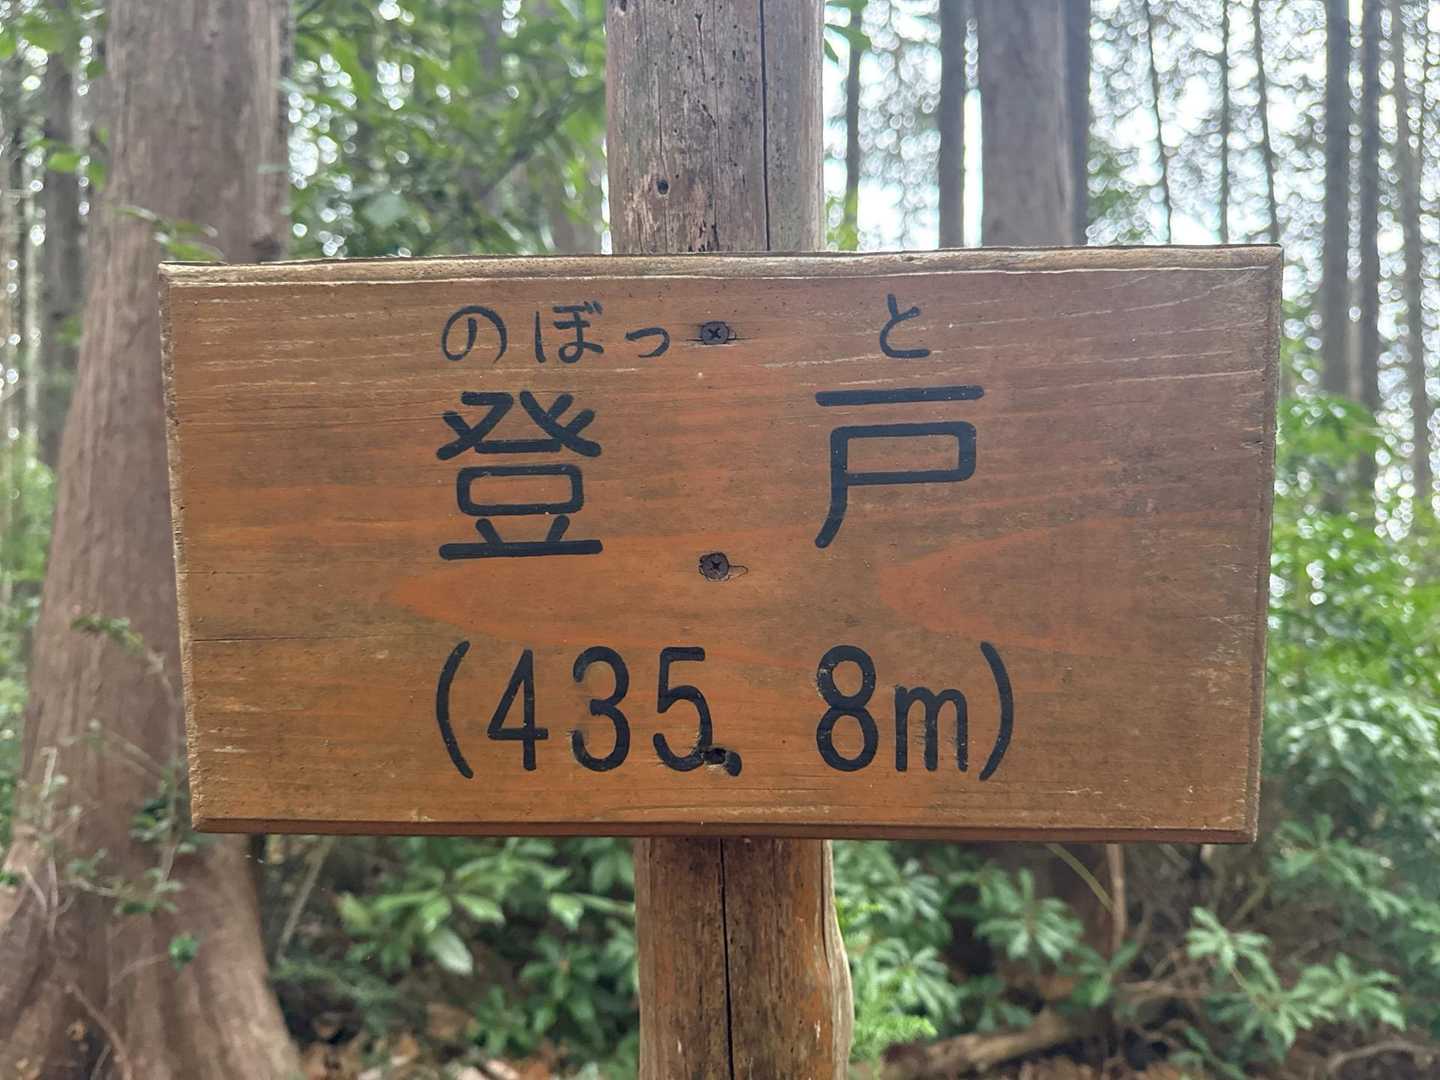 のぼっ と
登 戸
(435.8m)